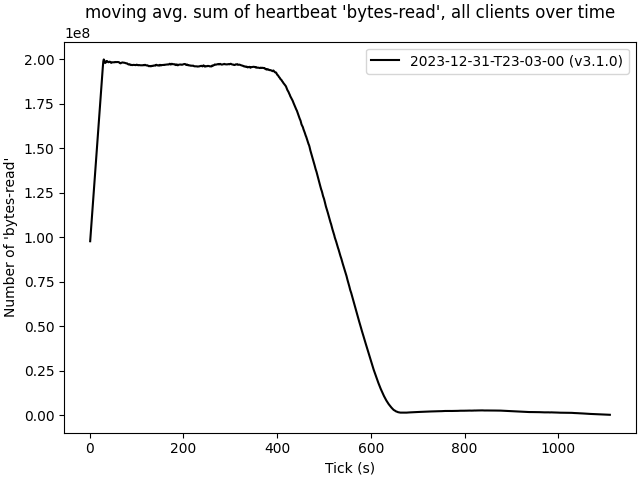 moving avg. sum of heartbeat 'bytes-read', all clients over time
1e8
2023-12-31-T23-03-00 (v3.1.0)
2.00
1.75
1.50
1.25
1.00
0.75
0.50
0.25
0.00
Number of 'bytes-read'
0 200 400 600 800 1000
Tick (s)